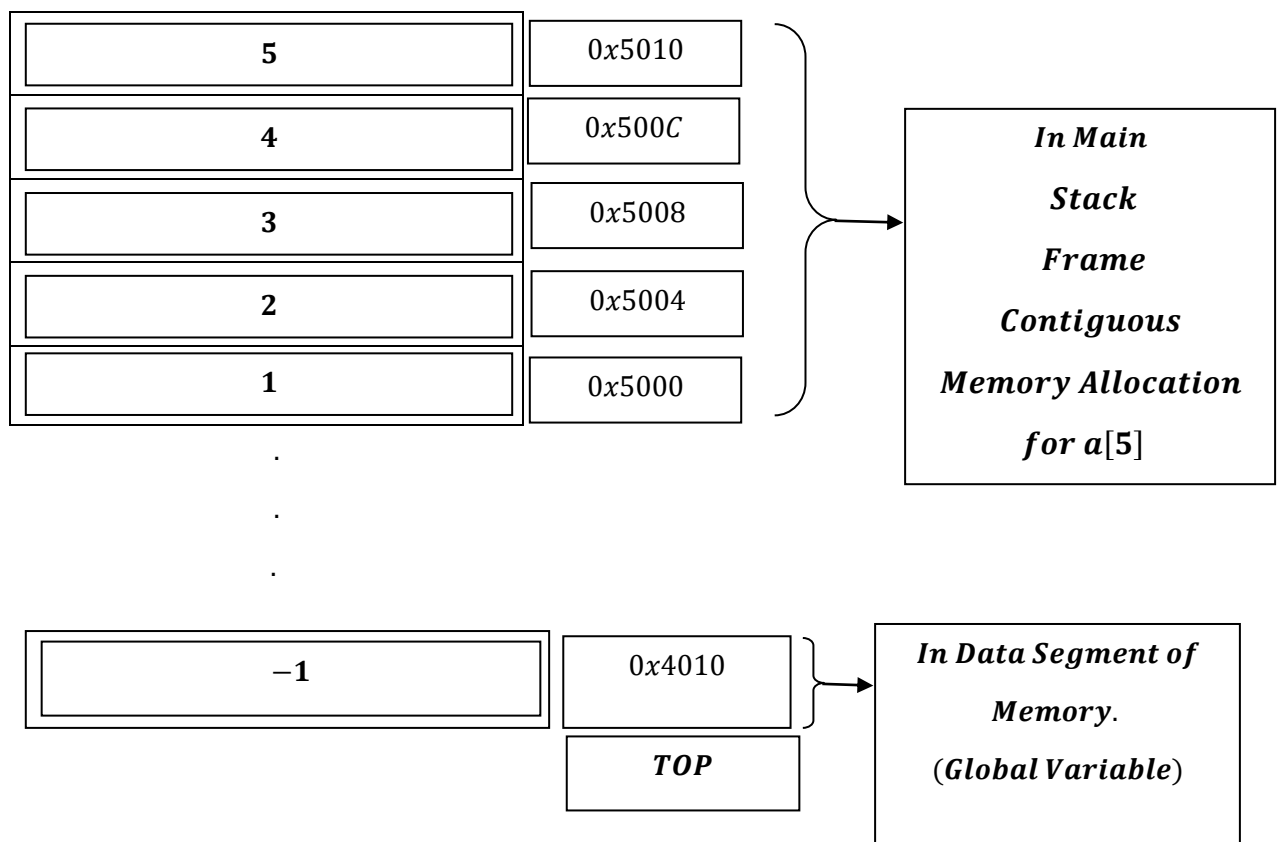 5 0x5010
4 0x500C
3 0x5008
2 0x5004
1 0x5000
In Main
Stack
Frame
Contiguous
Memory Allocation
for a[5]
.
.
.
−1 0x4010
TOP
In Data Segment of
Memory.
(Global Variable)